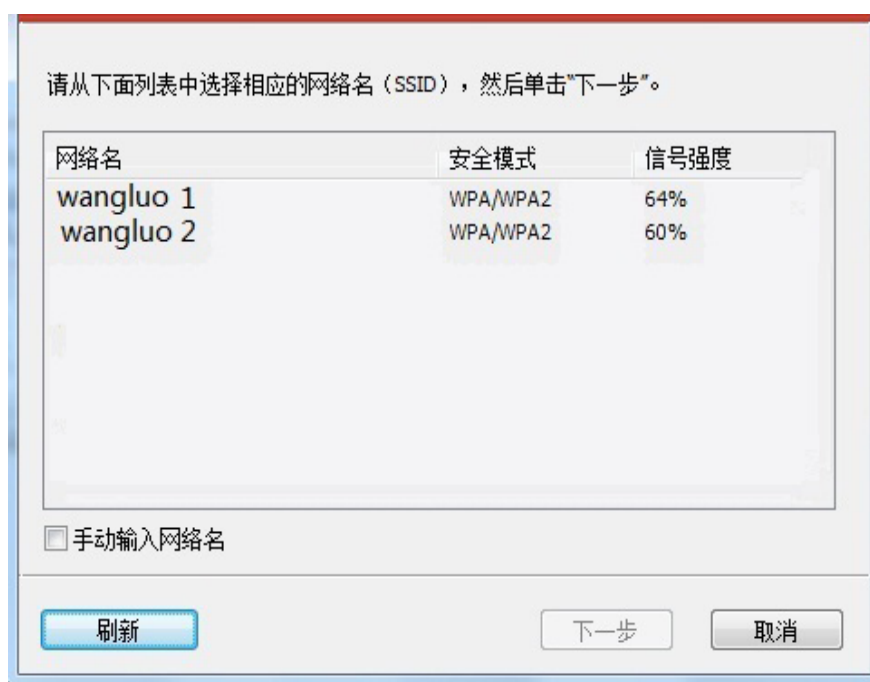 请从下面列表中选择相应的网络名（SSID），然后单击"下一步"。
网络名 安全模式 信号强度
wangluo 1 WPA/WPA2 64%
wangluo 2 WPA/WPA2 60%
手动输入网络名
刷新 下一步 取消